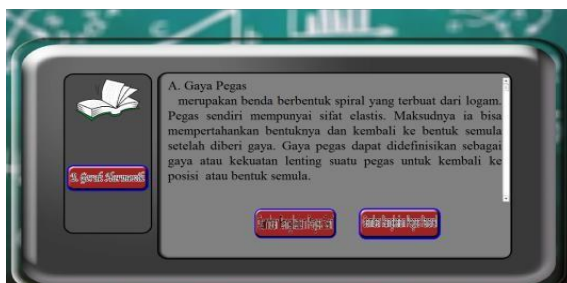 A. Gaya Pegas
merupakan benda berbentuk spiral yang terbuat dari logam.
Pegas sendiri mempunyai sifat elastis. Maksudnya ia bisa
mempertahankan bentuknya dan kembali ke bentuk semula
setelah diberi gaya. Gaya pegas dapat didefinisikan sebagai
gaya atau kekuatan lenting suatu pegas untuk kembali ke
posisi atau bentuk semula.
B. Gerak Harmonik